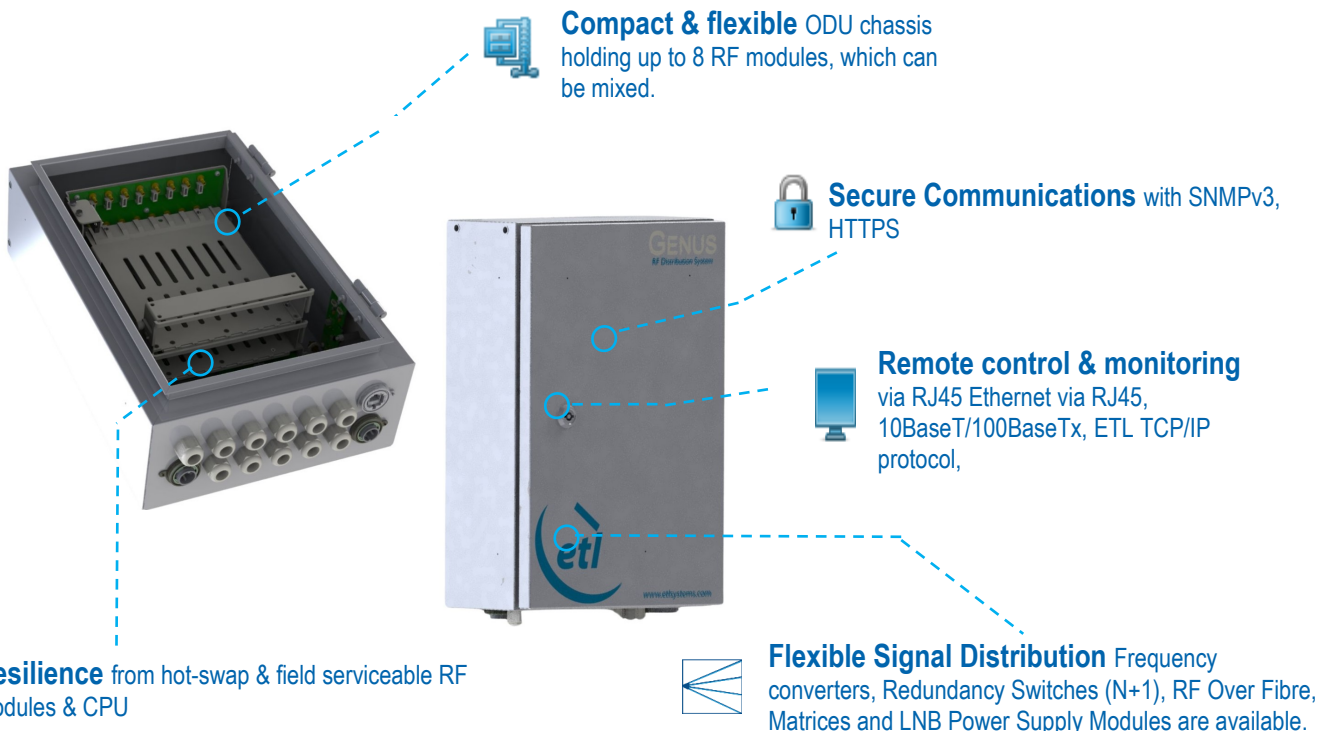 Compact & flexible ODU chassis
holding up to 8 RF modules, which can
be mixed.
Secure Communications with SNMPv3,
HTTPS
GENUS
RF Distribution System
Remote control & monitoring
via RJ45 Ethernet via RJ45,
10BaseT/100BaseTx, ETL TCP/IP
protocol,
etl
www.etlsystems.com
esilience from hot-swap & field serviceable RF
odules & CPU
Flexible Signal Distribution Frequency
converters, Redundancy Switches (N+1), RF Over Fibre,
Matrices and LNB Power Supply Modules are available.